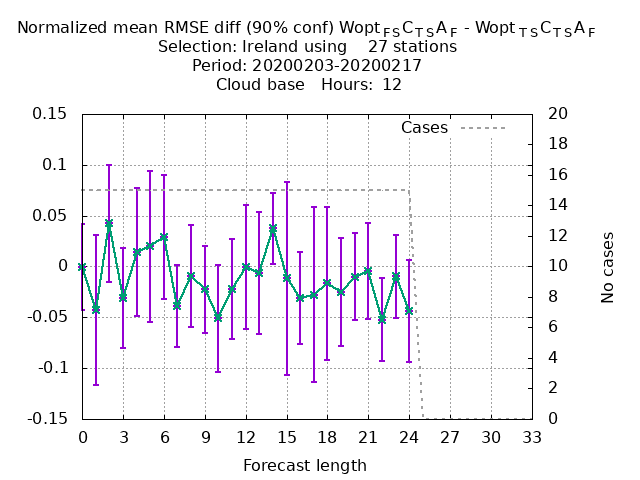 Normalized mean RMSE diff (90% conf) Wopt_FS C_TS A_F - Wopt_TS C_TS A_F
Selection: Ireland using    27 stations
Period: 20200203-20200217
Cloud base   Hours:  12
Cases
0.15
0.1
0.05
0
-0.05
-0.1
-0.15
20
18
16
14
12
10
8
6
4
2
0
No cases
0 3 6 9 12 15 18 21 24 27 30 33
Forecast length